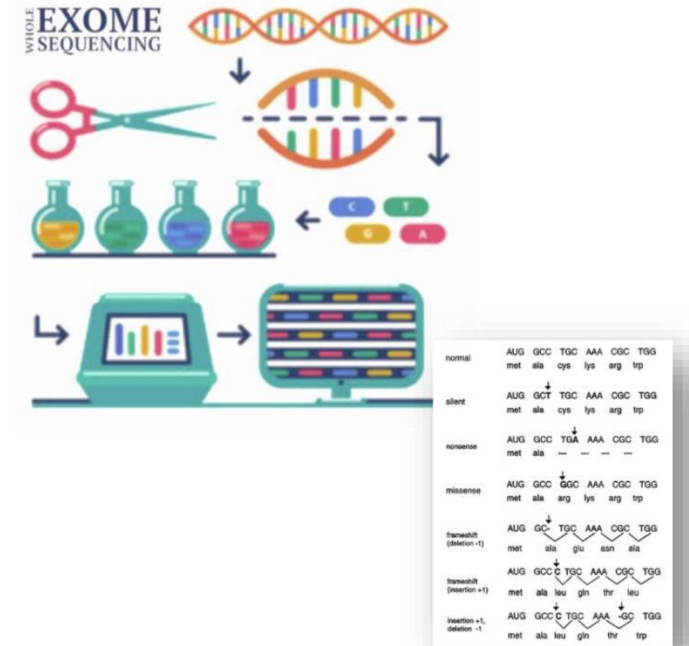 WHOLE
EXOME
SEQUENCING
C T
G A
normal AUG GCC TGC AAA CGC TGG
met ala cys lys arg trp
silent AUG GCT TGC AAA CGC TGG
met ala cys lys arg trp
nonsense AUG GCC TGA AAA CGC TGG
met ala --- --- --- ---
missense AUG GCC GGC AAA CGC TGG
met ala arg lys arg trp
frameshift
(deletion -1) AUG GC- TGC AAA CGC TGG
met ala glu asn ala
frameshift
(insertion +1) AUG GCC C TGC AAA CGC TGG
met ala leu gln thr leu
insertion +1,
deletion -1 AUG GCC C TGC AAA -GC TGG
met ala leu gln thr trp